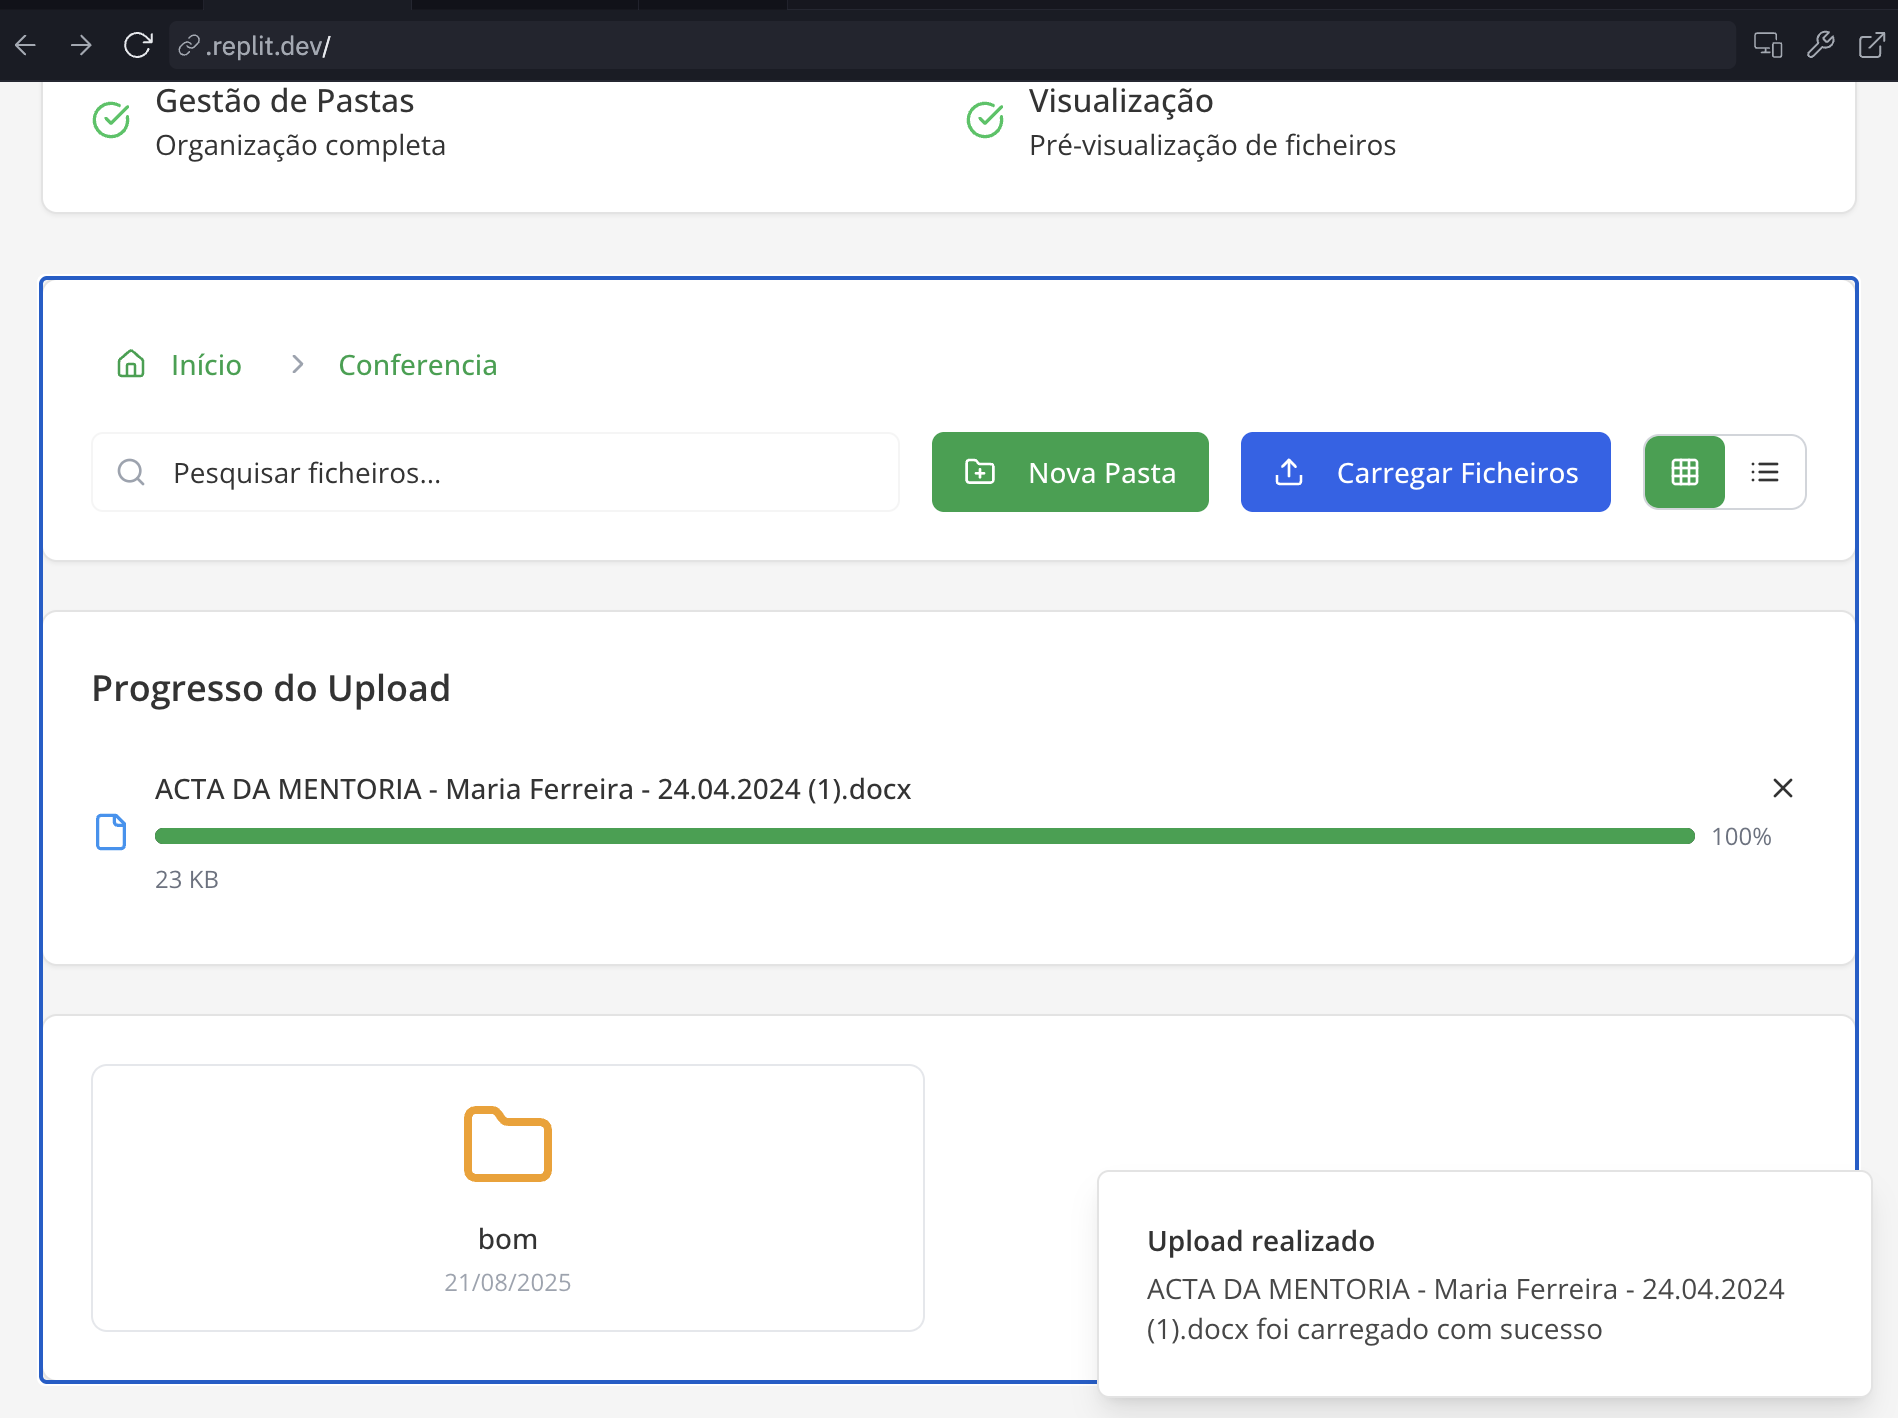 .replit.dev/
Gestão de Pastas
Organização completa
Visualização
Pré-visualização de ficheiros
Início
Conferencia
Pesquisar ficheiros...
Nova Pasta
Carregar Ficheiros
Progresso do Upload
ACTA DA MENTORIA - Maria Ferreira - 24.04.2024 (1).docx
100%
23 KB
bom
21/08/2025
Upload realizado
ACTA DA MENTORIA - Maria Ferreira - 24.04.2024
(1).docx foi carregado com sucesso